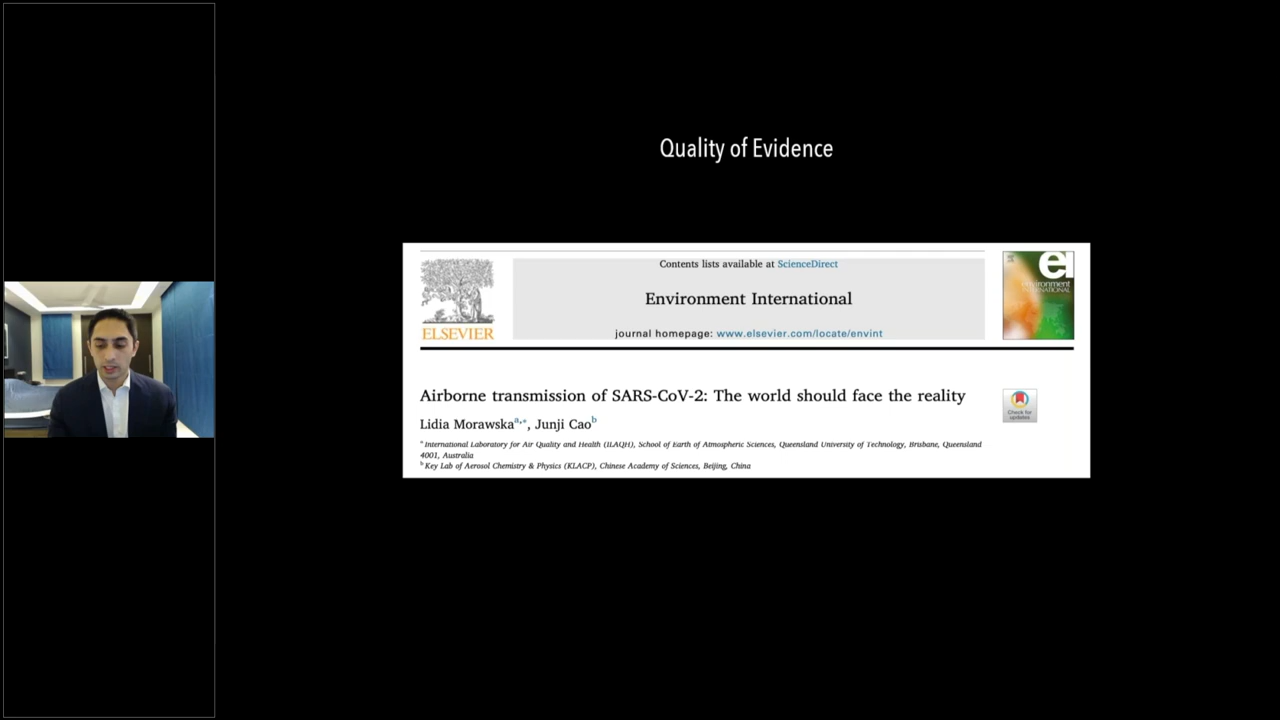 Quality of Evidence
Contents lists available at ScienceDirect
Environment International
journal homepage: www.elsevier.com/locate/envint
ELSEVIER
ei
environment
INTERNATIONAL
Airborne transmission of SARS-CoV-2: The world should face the reality
Check for
updates
Lidia Morawska a,*, Junji Cao b
a International Laboratory for Air Quality and Health (ILAQH), School of Earth of Atmospheric Sciences, Queensland University of Technology, Brisbane, Queensland
4001, Australia
b Key Lab of Aerosol Chemistry & Physics (KLACP), Chinese Academy of Sciences, Beijing, China